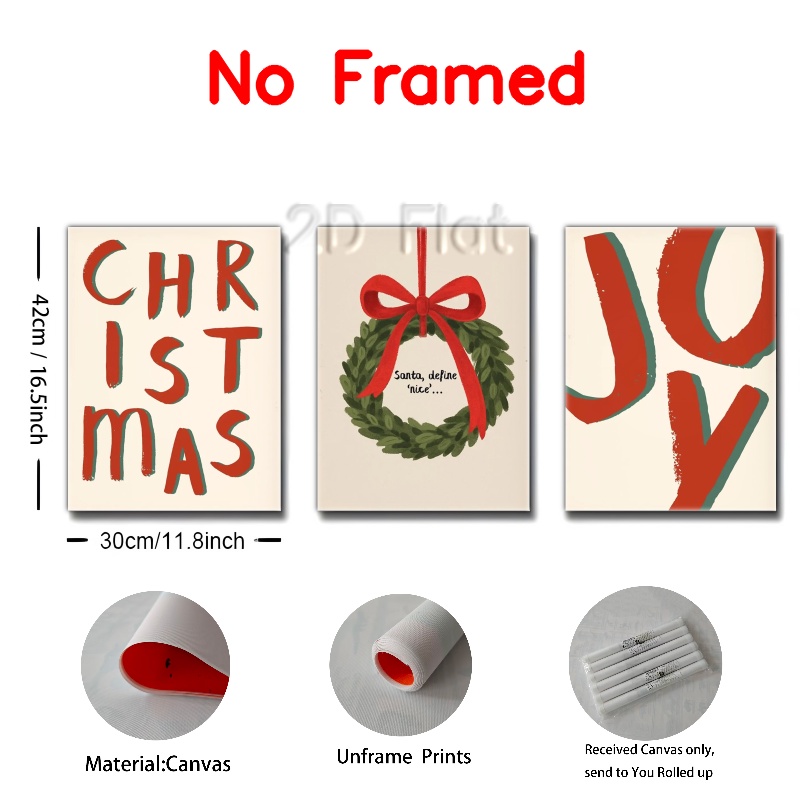 No Framed
2D Flat
42cm / 16.5inch
CHR
IST
MAS
Santa, define
'nice'...
JO
Y
30cm/11.8inch
Material:Canvas
Unframe Prints
Received Canvas only,
send to You Rolled up